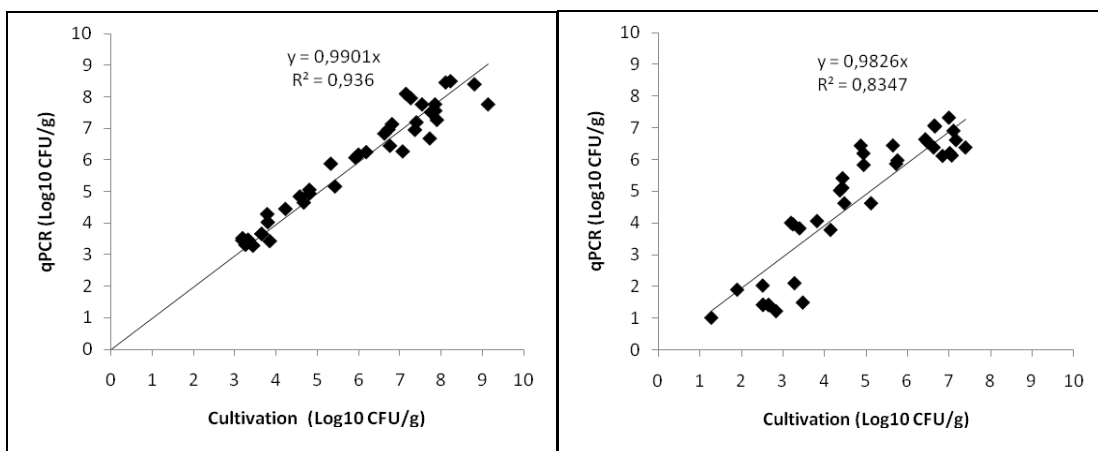 10
9
8
7
6
5
4
3
2
1
0
qPCR (Log10 CFU/g)
y = 0,9901x
R² = 0,936
0 1 2 3 4 5 6 7 8 9 10
Cultivation (Log10 CFU/g)
10
9
8
7
6
5
4
3
2
1
0
qPCR (Log10 CFU/g)
y = 0,9826x
R² = 0,8347
0 1 2 3 4 5 6 7 8 9 10
Cultivation (Log10 CFU/g)